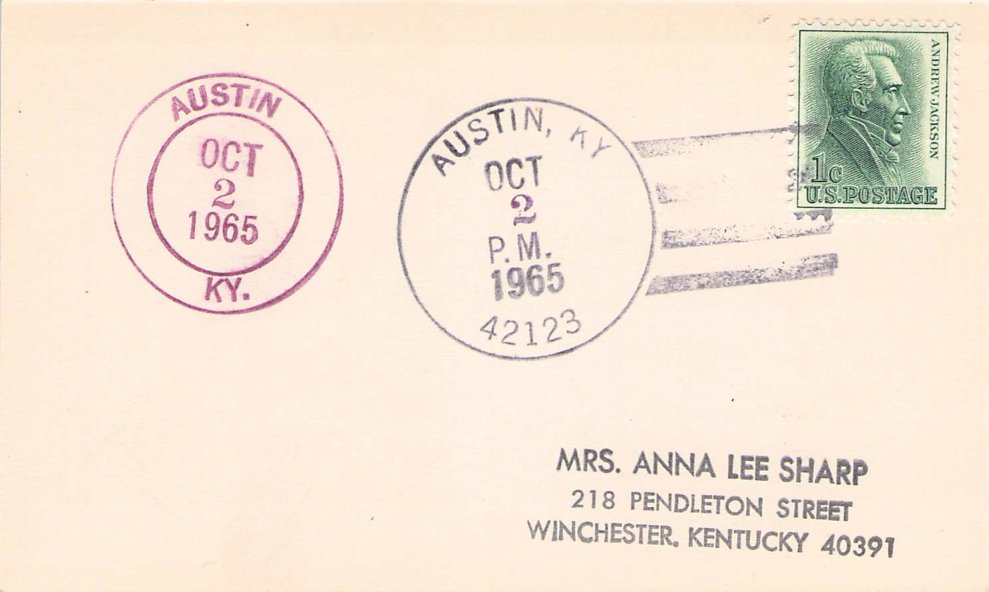 AUSTIN
OCT
2
1965
KY.
AUSTIN, KY
OCT
2
P.M.
1965
42123
ANDREW JACKSON
1c
U.S. POSTAGE
MRS. ANNA LEE SHARP
218 PENDLETON STREET
WINCHESTER, KENTUCKY 40391